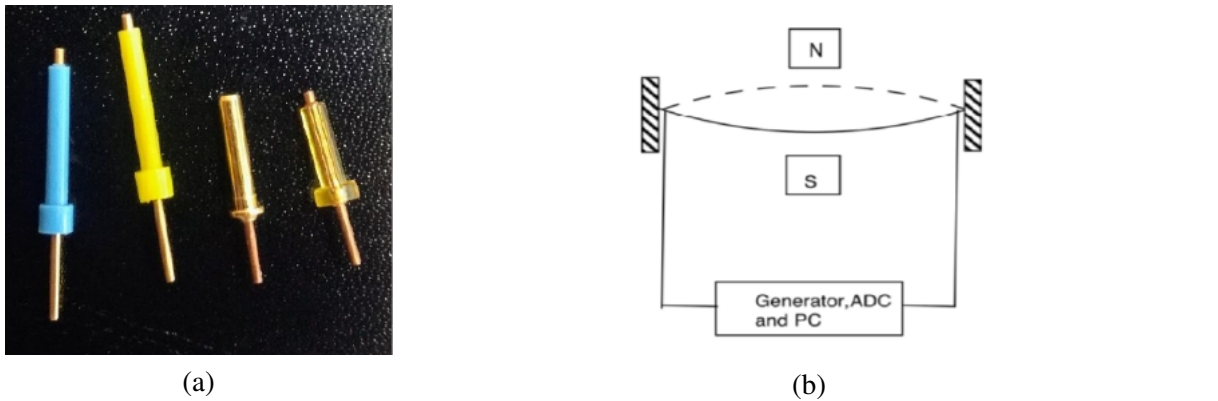 N
S
Generator,ADC
and PC
(a)
(b)